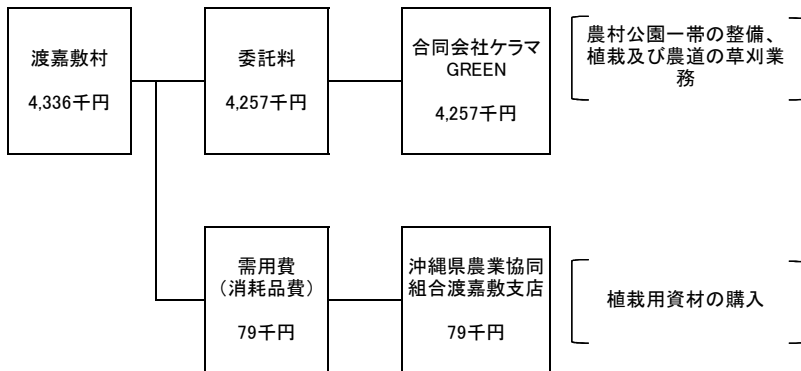 渡嘉敷村
4,336千円
委託料
4,257千円
合同会社ケラマ
GREEN
4,257千円
農村公園一帯の整備、
植栽及び農道の草刈業
務
需用費
（消耗品費）
79千円
沖縄県農業協同
組合渡嘉敷支店
79千円
植栽用資材の購入